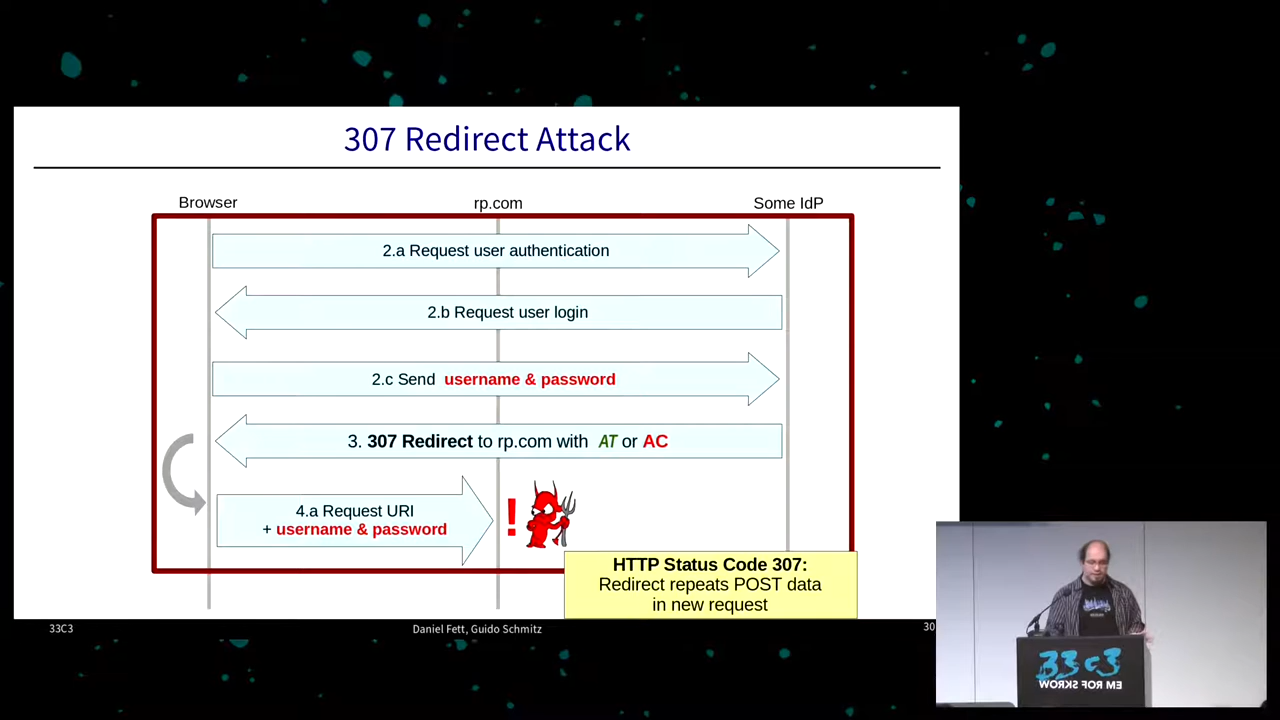 307 Redirect Attack
Browser
rp.com
Some IdP
2.a Request user authentication
2.b Request user login
2.c Send username & password
3. 307 Redirect to rp.com with AT or AC
4.a Request URI
+ username & password
!
HTTP Status Code 307:
Redirect repeats POST data
in new request
33C3
Daniel Fett, Guido Schmitz
30
33c3
WORKS FOR ME